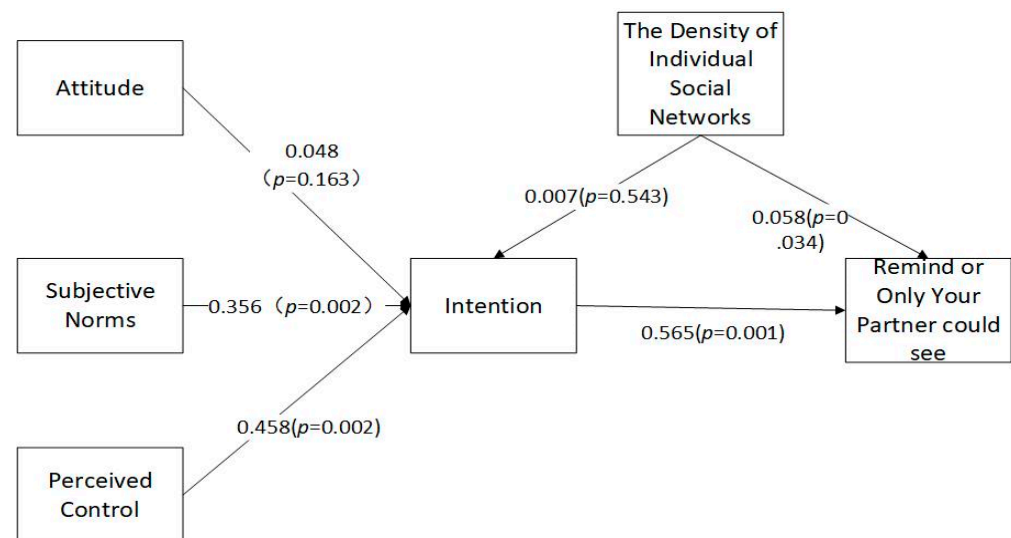 The Density of
Individual
Social
Networks
Attitude
0.048
（p=0.163）
0.007(p=0.543)
0.058(p=0
.034)
Subjective
Norms
0.356（p=0.002）
Intention
0.565(p=0.001)
Remind or
Only Your
Partner could
see
0.458(p=0.002)
Perceived
Control